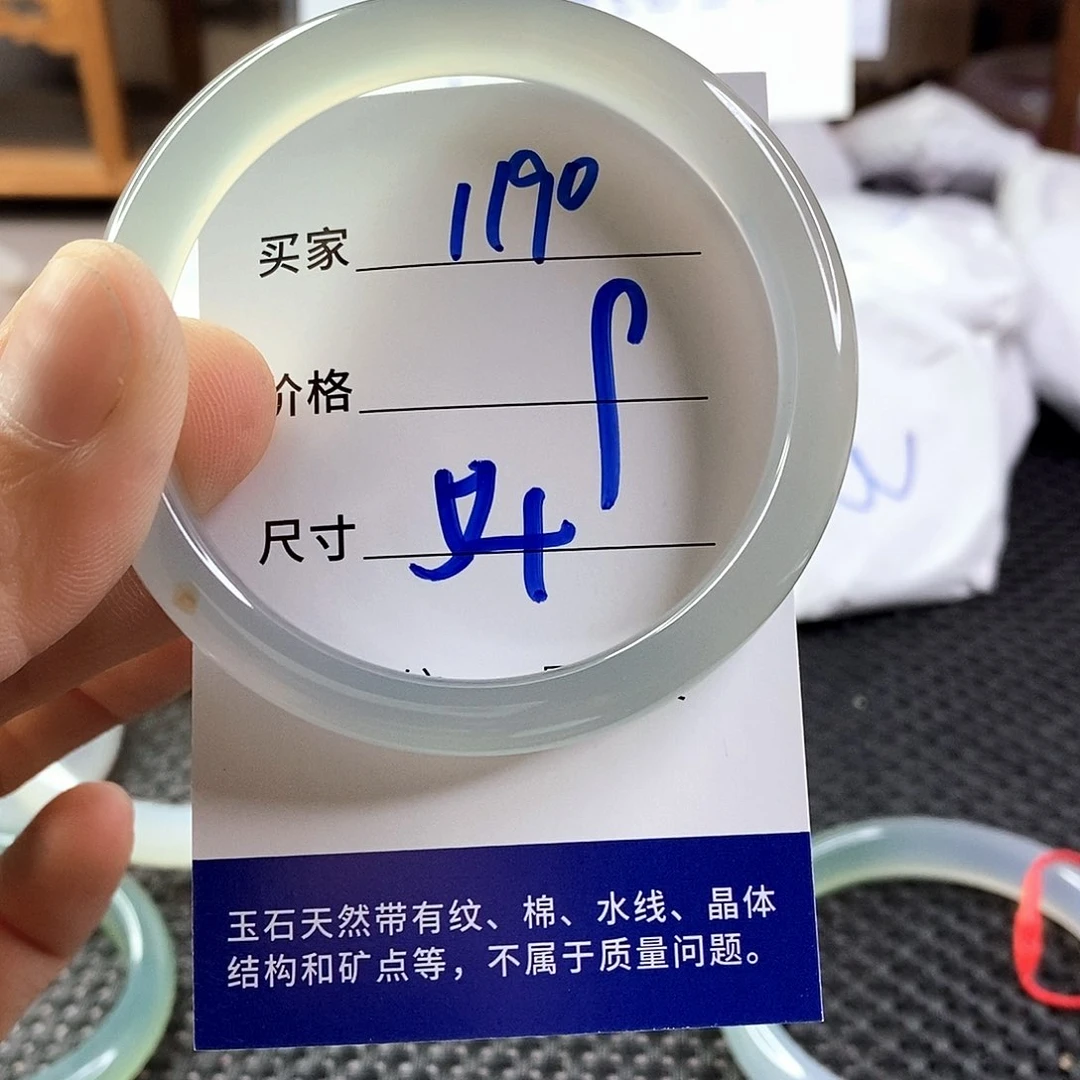 买家 1190
价格
尺寸 54
玉石天然带有纹、棉、水线、晶体
结构和矿点等，不属于质量问题。